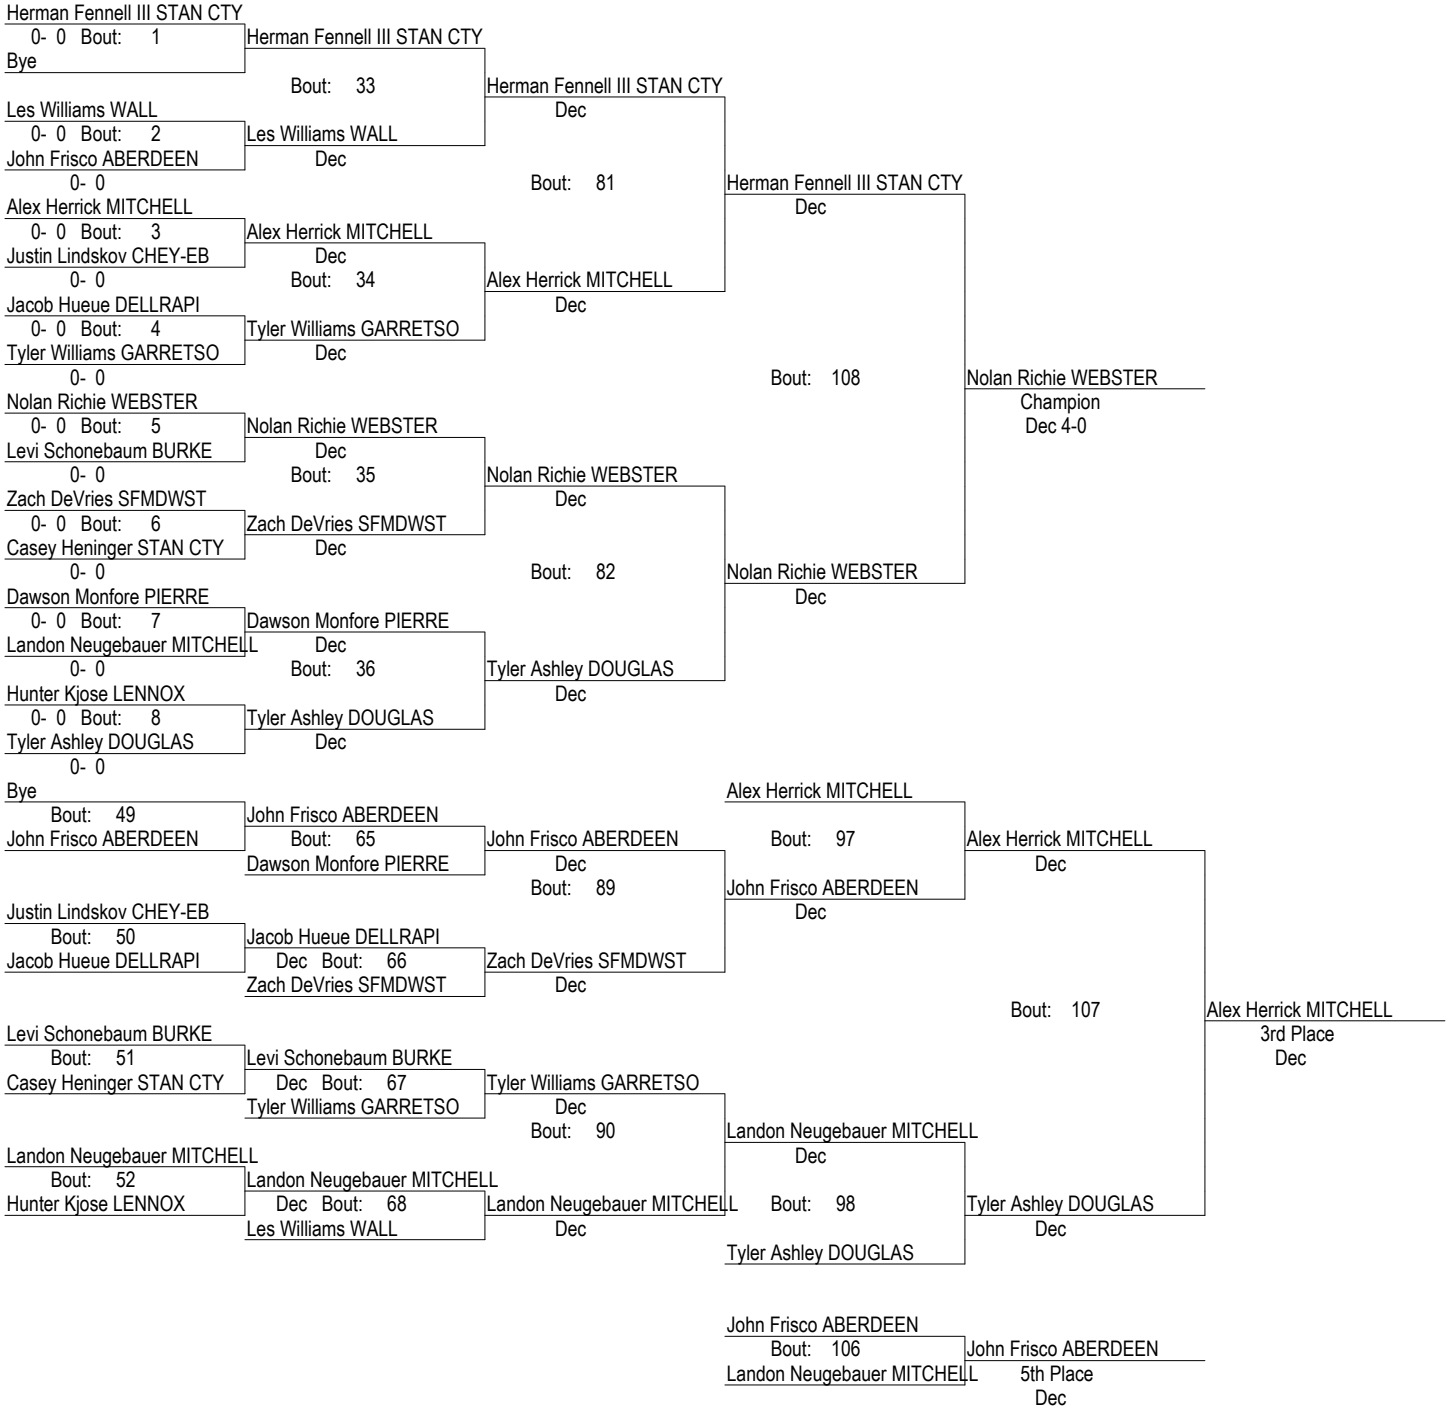 Herman Fennell III STAN CTY
0- 0 Bout: 1
Bye
Herman Fennell III STAN CTY
Bout: 33
Les Williams WALL
0- 0 Bout: 2
John Frisco ABERDEEN
0- 0
Les Williams WALL
Dec
Herman Fennell III STAN CTY
Dec
Bout: 81
Alex Herrick MITCHELL
0- 0 Bout: 3
Justin Lindskov CHEY-EB
0- 0
Alex Herrick MITCHELL
Dec
Bout: 34
Jacob Hueue DELLRAPI
0- 0 Bout: 4
Tyler Williams GARRETSO
0- 0
Tyler Williams GARRETSO
Dec
Alex Herrick MITCHELL
Dec
Herman Fennell III STAN CTY
Dec
Bout: 108
Nolan Richie WEBSTER
Champion
Dec 4-0
Nolan Richie WEBSTER
0- 0 Bout: 5
Levi Schonebaum BURKE
0- 0
Nolan Richie WEBSTER
Dec
Bout: 35
Zach DeVries SFMDWST
0- 0 Bout: 6
Casey Heninger STAN CTY
0- 0
Zach DeVries SFMDWST
Dec
Nolan Richie WEBSTER
Dec
Bout: 82
Nolan Richie WEBSTER
Dec
Dawson Monfore PIERRE
0- 0 Bout: 7
Landon Neugebauer MITCHELL
0- 0
Dawson Monfore PIERRE
Dec
Bout: 36
Hunter Kjose LENNOX
0- 0 Bout: 8
Tyler Ashley DOUGLAS
0- 0
Tyler Ashley DOUGLAS
Dec
Tyler Ashley DOUGLAS
Dec
Bye
Bout: 49
John Frisco ABERDEEN
John Frisco ABERDEEN
Bout: 65
Dawson Monfore PIERRE
John Frisco ABERDEEN
Dec
Bout: 89
Justin Lindskov CHEY-EB
Bout: 50
Jacob Hueue DELLRAPI
Jacob Hueue DELLRAPI
Dec Bout: 66
Zach DeVries SFMDWST
Zach DeVries SFMDWST
Dec
Alex Herrick MITCHELL
Bout: 97
John Frisco ABERDEEN
Dec
Alex Herrick MITCHELL
Dec
Bout: 107
Alex Herrick MITCHELL
3rd Place
Dec
Levi Schonebaum BURKE
Bout: 51
Casey Heninger STAN CTY
Levi Schonebaum BURKE
Dec Bout: 67
Tyler Williams GARRETSO
Tyler Williams GARRETSO
Dec
Bout: 90
Landon Neugebauer MITCHELL
Bout: 52
Hunter Kjose LENNOX
Landon Neugebauer MITCHELL
Dec Bout: 68
Les Williams WALL
Landon Neugebauer MITCHELL
Dec
Landon Neugebauer MITCHELL
Dec
Bout: 98
Tyler Ashley DOUGLAS
Tyler Ashley DOUGLAS
Dec
John Frisco ABERDEEN
Bout: 106
Landon Neugebauer MITCHELL
John Frisco ABERDEEN
5th Place
Dec